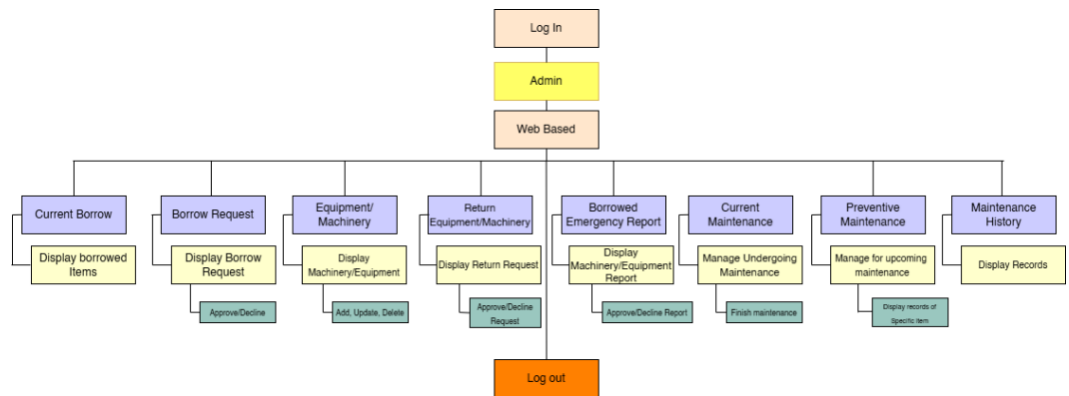 Log In
Admin
Web Based
Current Borrow
Borrow Request
Equipment/
Machinery
Return
Equipment/Machinery
Borrowed
Emergency Report
Current
Maintenance
Preventive
Maintenance
Maintenance
History
Display borrowed
Items
Display Borrow
Request
Display
Machinery/Equipment
Display Return Request
Display
Machinery/Equipment
Report
Manage Undergoing
Maintenance
Manage for upcoming
maintenance
Display Records
Approve/Decline
Add, Update, Delete
Approve/Decline
Request
Approve/Decline Report
Finish maintenance
Display records of
Specific item
Log out